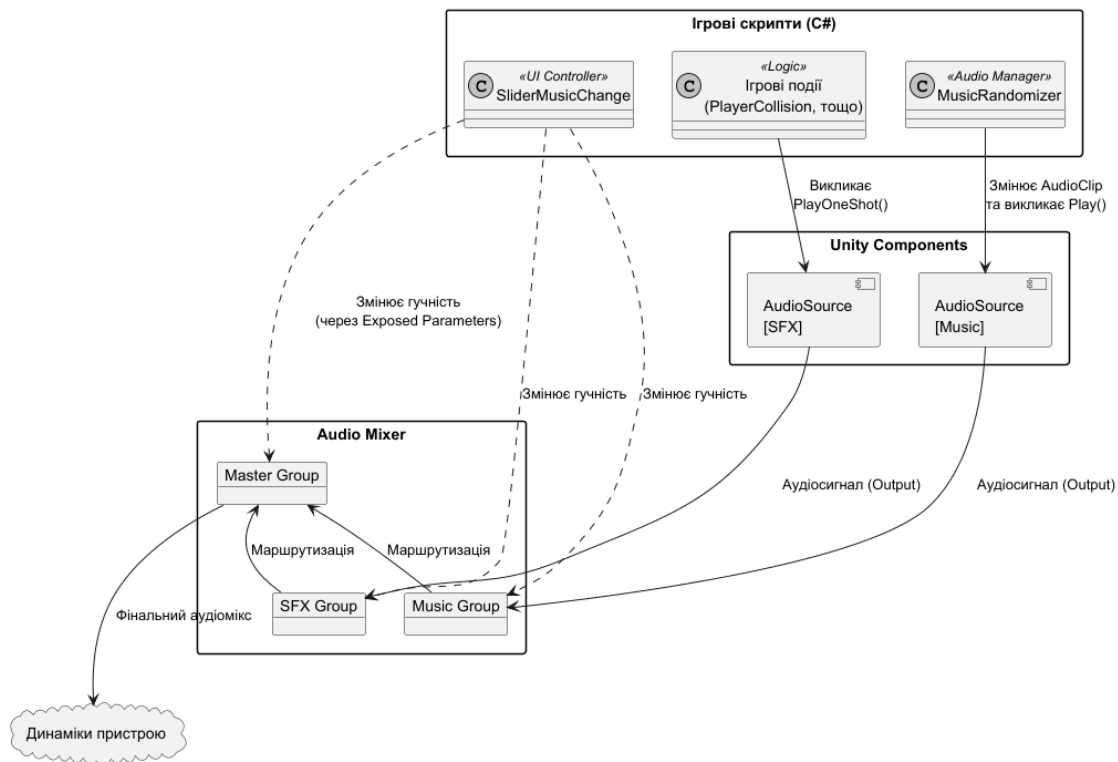 Ігрові скрипти (C#)
C
«UI Controller»
SliderMusicChange
C
«Logic»
Ігрові події
(PlayerCollision, тощо)
C
«Audio Manager»
MusicRandomizer
Викликає
PlayOneShot()
Змінює AudioClip
та викликає Play()
Unity Components
AudioSource
[SFX]
AudioSource
[Music]
Змінює гучність
(через Exposed Parameters)
Змінює гучність
Змінює гучність
Audio Mixer
Master Group
Аудіосигнал (Output)
Аудіосигнал (Output)
Маршрутизація
Маршрутизація
SFX Group
Music Group
Фінальний аудіомікс
Динаміки пристрою